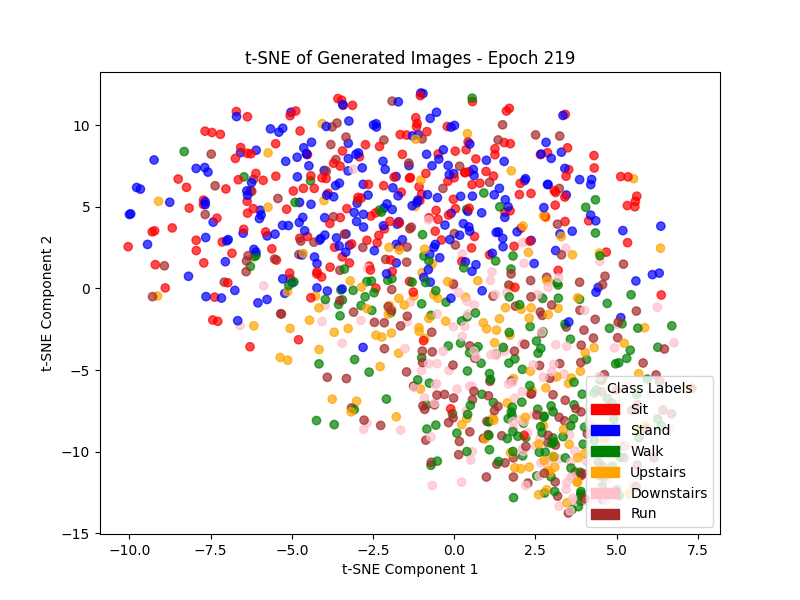 t-SNE of Generated Images - Epoch 219
10
5
0
−5
−10
−15
t-SNE Component 2
−10.0
−7.5
−5.0
−2.5
0.0
2.5
5.0
7.5
t-SNE Component 1
Class Labels
Sit
Stand
Walk
Upstairs
Downstairs
Run